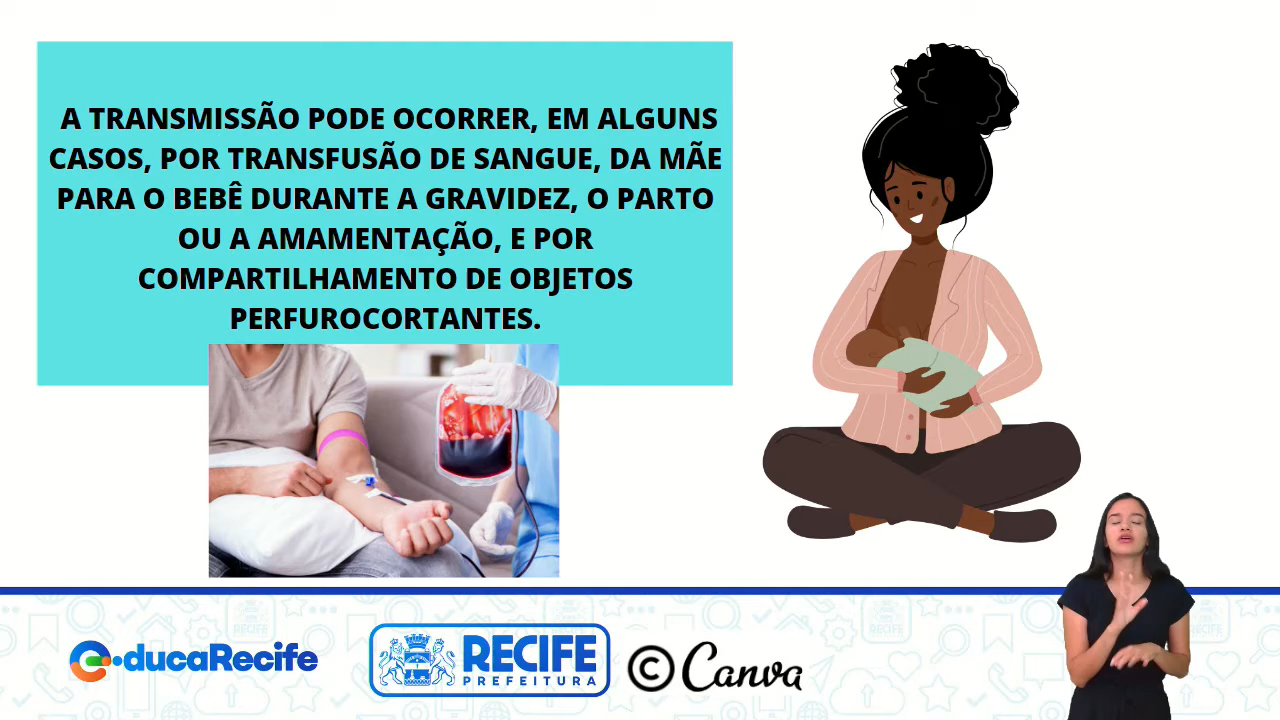 A TRANSMISSÃO PODE OCORRER, EM ALGUNS
CASOS, POR TRANSFUSÃO DE SANGUE, DA MÃE
PARA O BEBÊ DURANTE A GRAVIDEZ, O PARTO
OU A AMAMENTAÇÃO, E POR
COMPARTILHAMENTO DE OBJETOS
PERFUROCORTANTES.
ducaRecife
RECIFE
PREFEITURA
© Canva